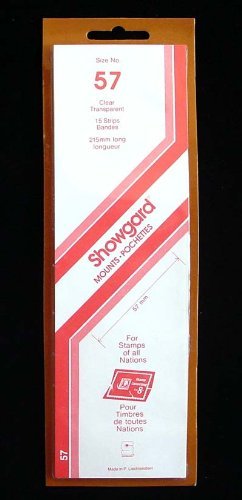 Size No
57
Clear
Transparent
15 Strips
Bandes
215mm long
longueur
Showgard
MOUNTS • POCHETTES
57 mm
For
Stamps
of all
Nations
Pour
Timbres
de toutes
Nations
57
Made in F. Liechtenstein